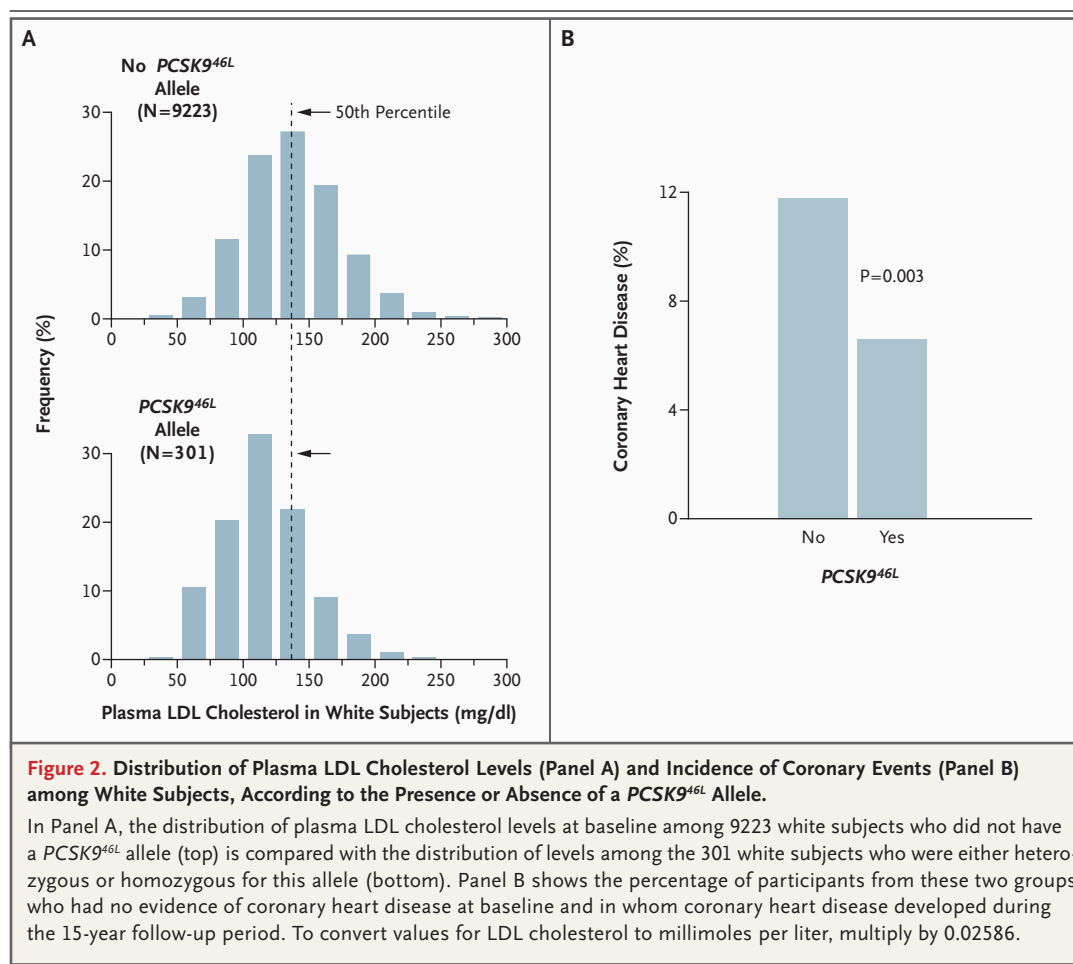 A
No PCSK946L
Allele
(N=9223)
50th Percentile
30
20
10
0
0 50 100 150 200 250 300
Frequency (%)
PCSK946L
Allele
(N=301)
30
20
10
0
0 50 100 150 200 250 300
Plasma LDL Cholesterol in White Subjects (mg/dl)
B
12
8
4
0
Coronary Heart Disease (%)
P=0.003
No Yes
PCSK946L
Figure 2. Distribution of Plasma LDL Cholesterol Levels (Panel A) and Incidence of Coronary Events (Panel B)
among White Subjects, According to the Presence or Absence of a PCSK946L Allele.
In Panel A, the distribution of plasma LDL cholesterol levels at baseline among 9223 white subjects who did not have
a PCSK946L allele (top) is compared with the distribution of levels among the 301 white subjects who were either hetero-
zygous or homozygous for this allele (bottom). Panel B shows the percentage of participants from these two groups
who had no evidence of coronary heart disease at baseline and in whom coronary heart disease developed during
the 15-year follow-up period. To convert values for LDL cholesterol to millimoles per liter, multiply by 0.02586.